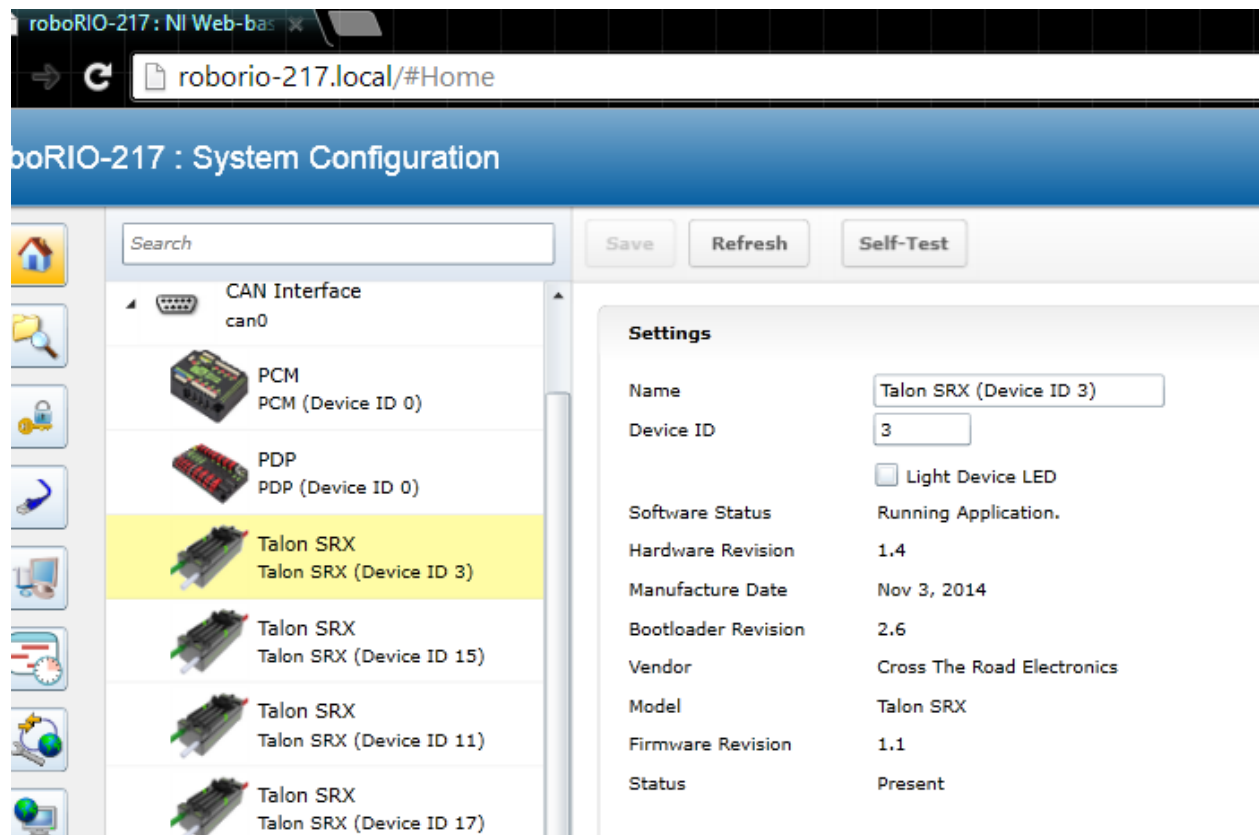 roboRIO-217 : NI Web-bas
roborio-217.local/#Home
boRIO-217 : System Configuration
Search
Save
Refresh
Self-Test
CAN Interface
can0
PCM
PCM (Device ID 0)
PDP
PDP (Device ID 0)
Talon SRX
Talon SRX (Device ID 3)
Talon SRX
Talon SRX (Device ID 15)
Talon SRX
Talon SRX (Device ID 11)
Talon SRX
Talon SRX (Device ID 17)
Settings
Name Talon SRX (Device ID 3)
Device ID 3
Light Device LED
Software Status Running Application.
Hardware Revision 1.4
Manufacture Date Nov 3, 2014
Bootloader Revision 2.6
Vendor Cross The Road Electronics
Model Talon SRX
Firmware Revision 1.1
Status Present